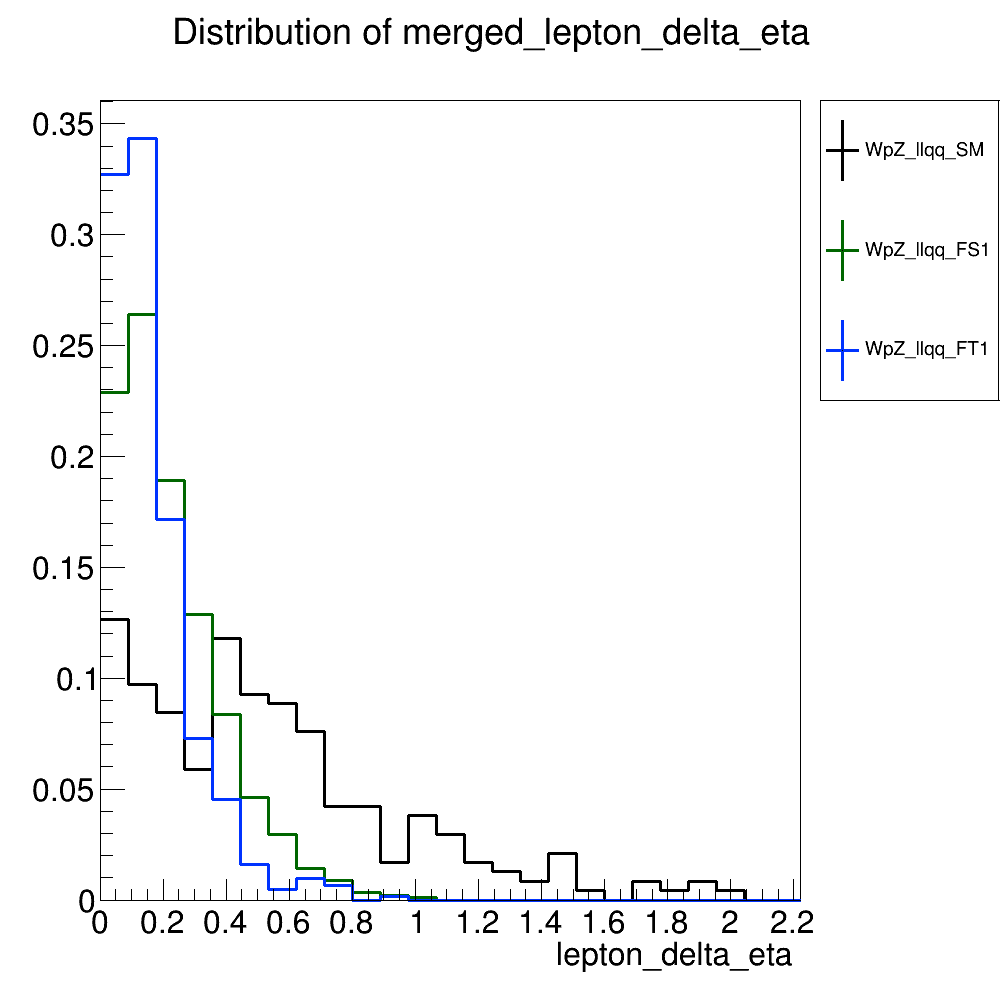 Distribution of merged_lepton_delta_eta
0.35
0.3
0.25
0.2
0.15
0.1
0.05
0
0 0.2 0.4 0.6 0.8 1 1.2 1.4 1.6 1.8 2 2.2
lepton_delta_eta
WpZ_llqq_SM
WpZ_llqq_FS1
WpZ_llqq_FT1